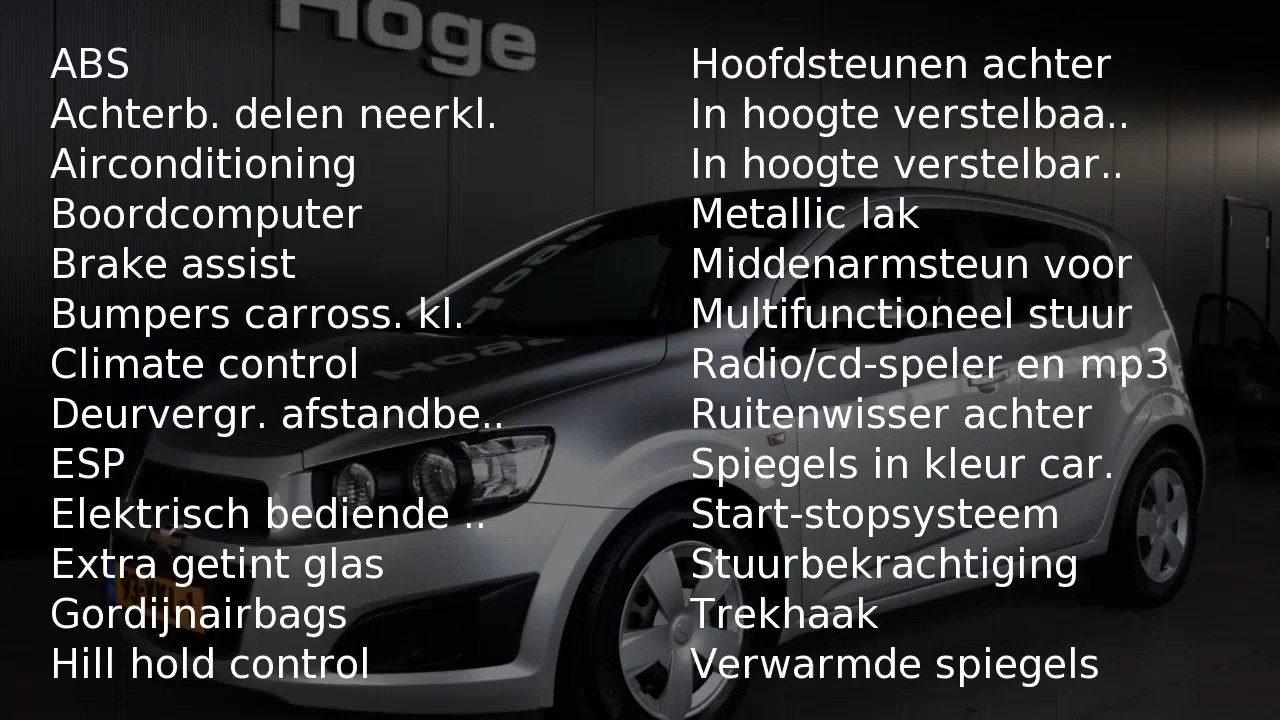 Hoge
ABS
Achterb. delen neerkl.
Airconditioning
Boordcomputer
Brake assist
Bumpers carross. kl.
Climate control
Deurvergr. afstandbe..
ESP
Elektrisch bediende ..
Extra getint glas
Gordijnairbags
Hill hold control
Hoofdsteunen achter
In hoogte verstelbaa..
In hoogte verstelbar..
Metallic lak
Middenarmsteun voor
Multifunctioneel stuur
Radio/cd-speler en mp3
Ruitenwisser achter
Spiegels in kleur car.
Start-stopsysteem
Stuurbekrachtiging
Trekhaak
Verwarmde spiegels